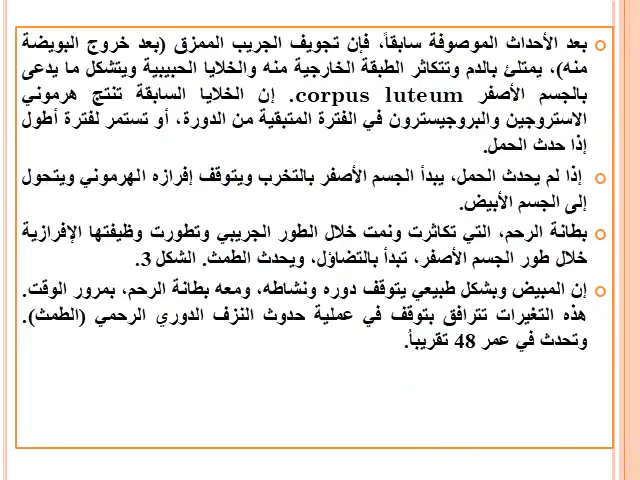 بعد الأحداث الموصوفة سابقاً، فإن تجويف الجريب الممزق (بعد خروج البويضة
منه)، يمتلئ بالدم وتتكاثر الطبقة الخارجية منه والخلايا الحبيبية ويتشكل ما يدعى
بالجسم الأصفر corpus luteum. إن الخلايا السابقة تنتج هرموني
الاستروجين والبروجيسترون في الفترة المتبقية من الدورة، أو تستمر لفترة أطول
إذا حدث الحمل.
إذا لم يحدث الحمل، يبدأ الجسم الأصفر بالتخرب ويتوقف إفرازه الهرموني ويتحول
إلى الجسم الأبيض.
بطانة الرحم، التي تكاثرت ونمت خلال الطور الجريبي وتطورت وظيفتها الإفرازية
خلال طور الجسم الأصفر، تبدأ بالتضاؤل، ويحدث الطمث. الشكل 3.
إن المبيض وبشكل طبيعي يتوقف دوره ونشاطه، ومعه بطانة الرحم، بمرور الوقت.
هذه التغيرات تترافق بتوقف في عملية حدوث النزف الدوري الرحمي (الطمث).
وتحدث في عمر 48 تقريباً.